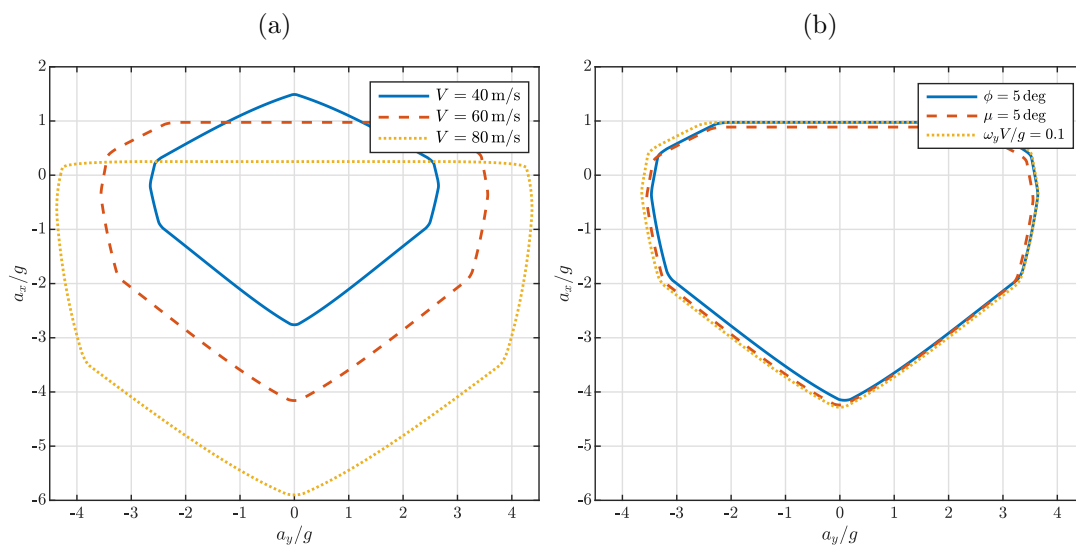 (a)
2
1
0
-1
-2
-3
-4
-5
-6
-4 -3 -2 -1 0 1 2 3 4
a_x/g
a_y/g
V = 40 m/s
V = 60 m/s
V = 80 m/s
(b)
2
1
0
-1
-2
-3
-4
-5
-6
-4 -3 -2 -1 0 1 2 3 4
a_x/g
a_y/g
ϕ = 5 deg
μ = 5 deg
ω_yV/g = 0.1